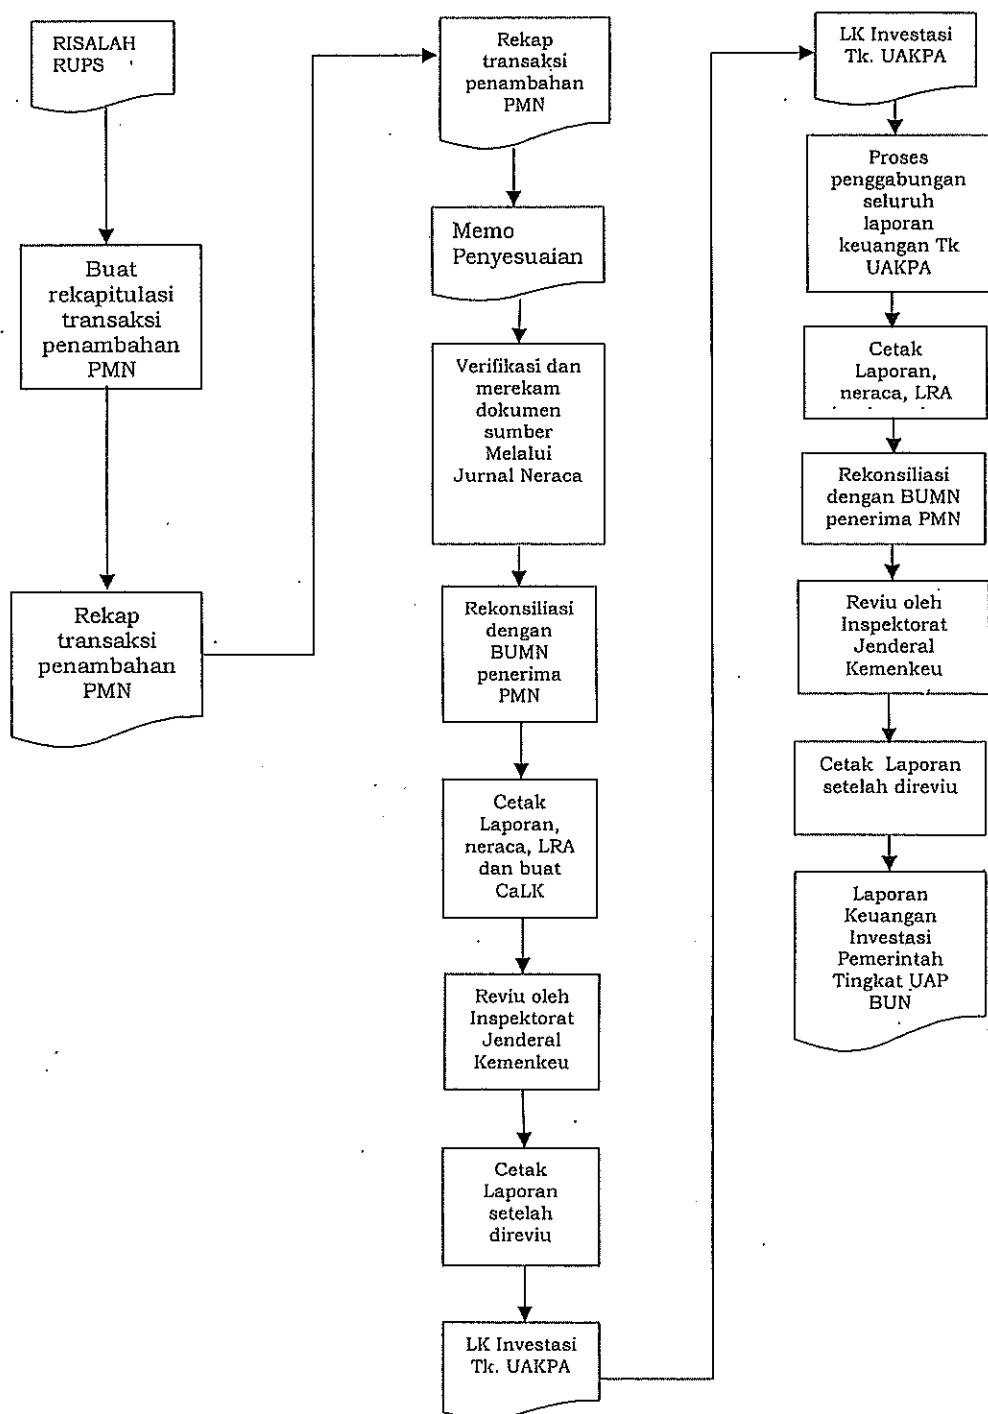 RISALAH
RUPS
Buat
rekapitulasi
transaksi
penambahan
PMN
Rekap
transaksi
penambahan
PMN
Rekap
transaksi
penambahan
PMN
Memo
Penyesuaian
Verifikasi dan
merekam
dokumen
sumber
Melalui
Jurnal Neraca
Rekonsiliasi
dengan
BUMN
penerima
PMN
Cetak
Laporan,
neraca, LRA
dan buat
CaLK
Reviu oleh
Inspektorat
Jenderal
Kemenkeu
Cetak
Laporan
setelah
direviu
LK Investasi
Tk. UAKPA
LK Investasi
Tk. UAKPA
Proses
penggabungan
seluruh
laporan
keuangan Tk
UAKPA
Cetak
Laporan,
neraca, LRA
Rekonsiliasi
dengan BUMN
penerima PMN
Reviu oleh
Inspektorat
Jenderal
Kemenkeu
Cetak Laporan
setelah direviu
Laporan
Keuangan
Investasi
Pemerintah
Tingkat UAP
BUN